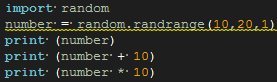 import random
number = random.randrange(10,20,1)
print (number)
print (number + 10)
print (number * 10)